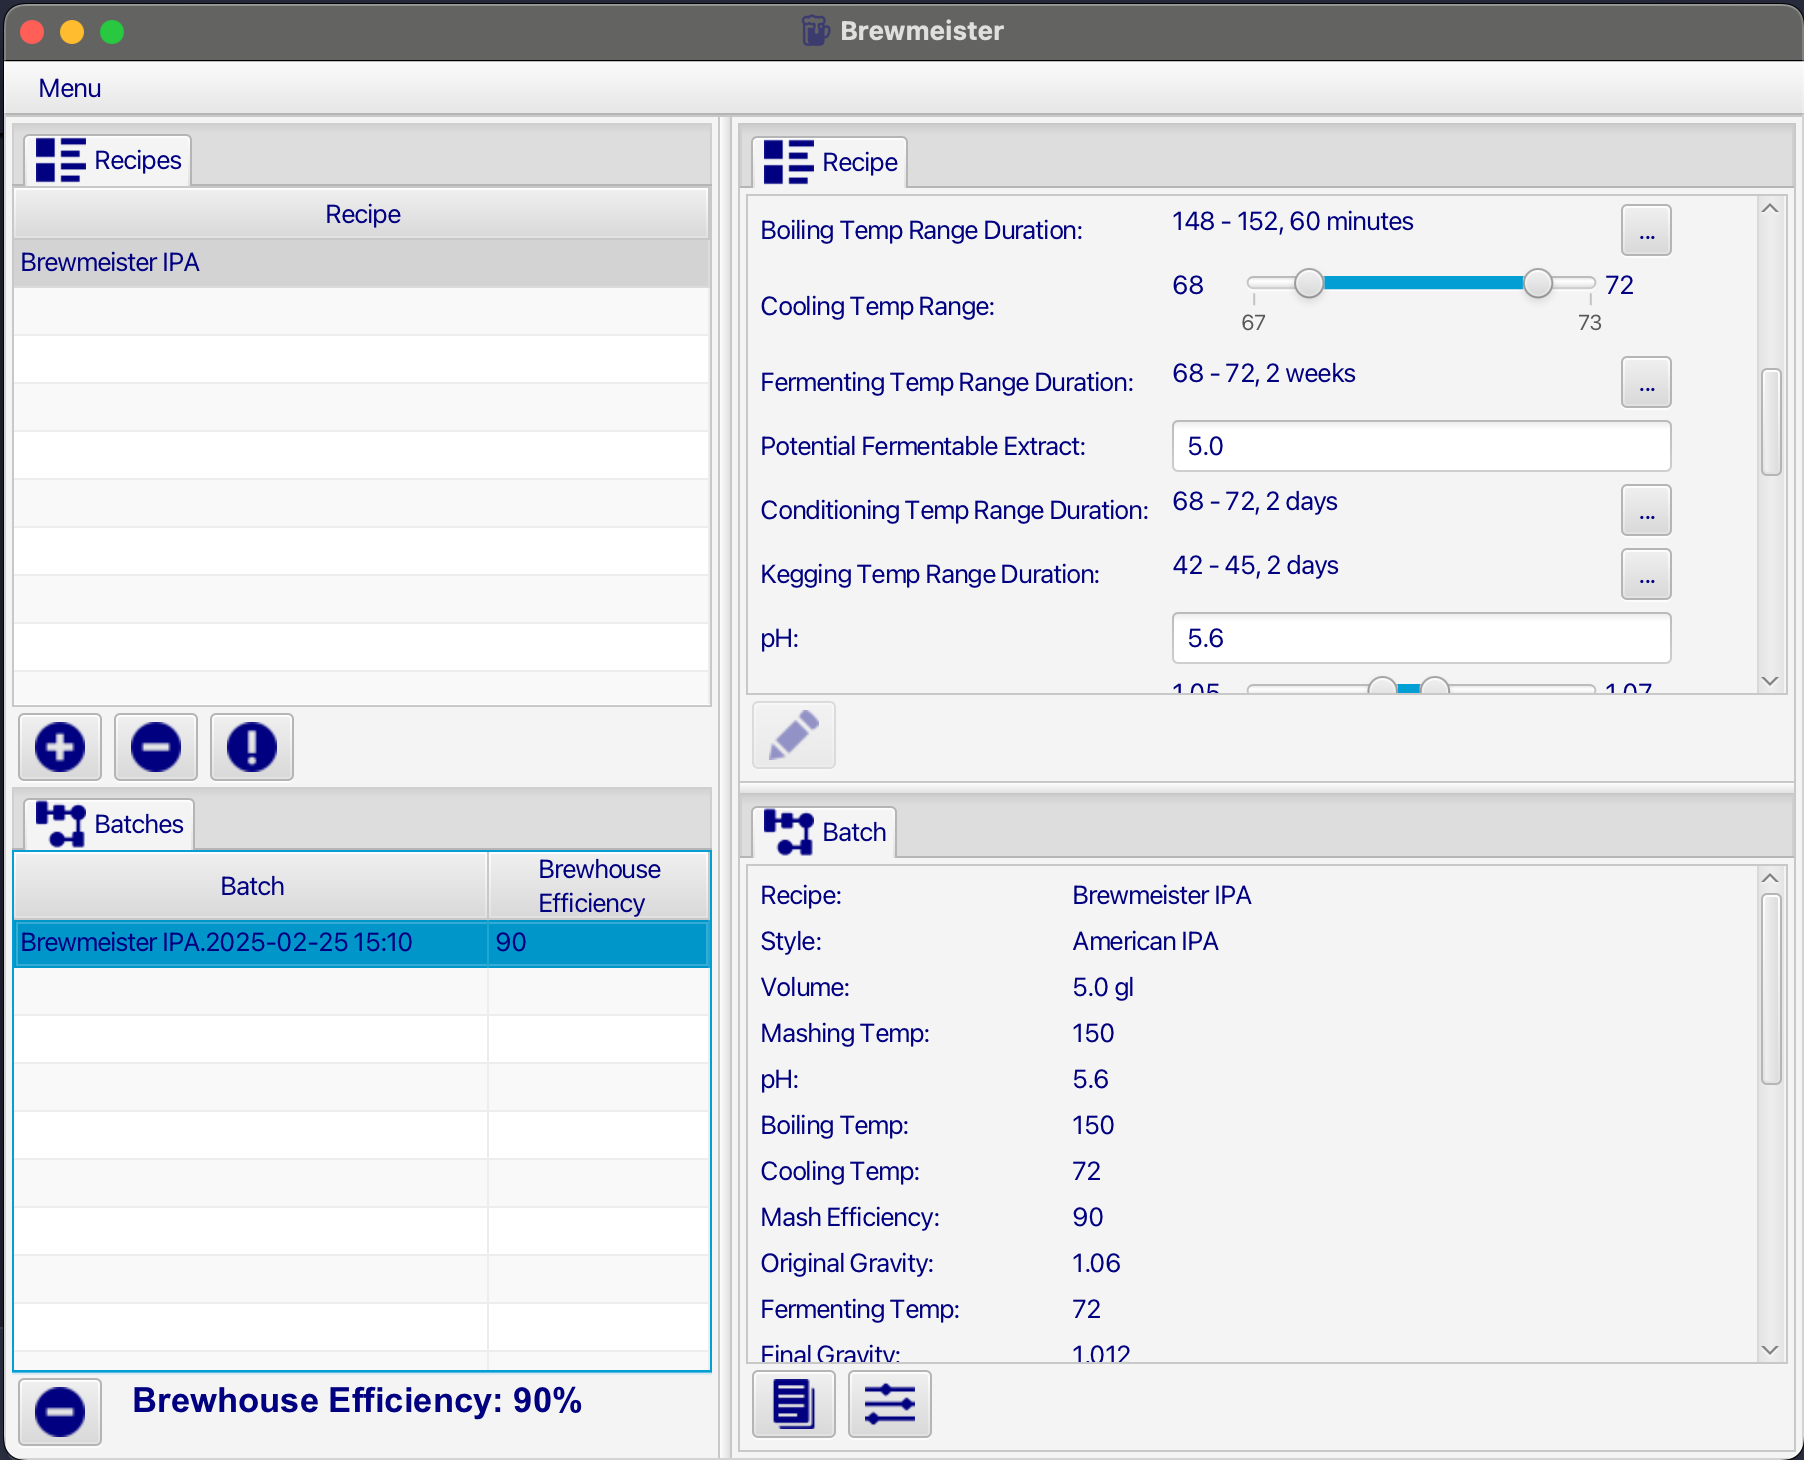 Brewmeister
Menu
Recipes
Recipe
Brewmeister IPA
Batches
Batch
Brewhouse
Efficiency
Brewmeister IPA.2025-02-25 15:10 90
Brewhouse Efficiency: 90%
Recipe
Boiling Temp Range Duration: 148 - 152, 60 minutes ...
Cooling Temp Range: 68 72
67 73
Fermenting Temp Range Duration: 68 - 72, 2 weeks ...
Potential Fermentable Extract: 5.0
Conditioning Temp Range Duration: 68 - 72, 2 days ...
Kegging Temp Range Duration: 42 - 45, 2 days ...
pH: 5.6
1.05 1.07
Batch
Recipe: Brewmeister IPA
Style: American IPA
Volume: 5.0 gl
Mashing Temp: 150
pH: 5.6
Boiling Temp: 150
Cooling Temp: 72
Mash Efficiency: 90
Original Gravity: 1.06
Fermenting Temp: 72
Final Gravity: 1.012